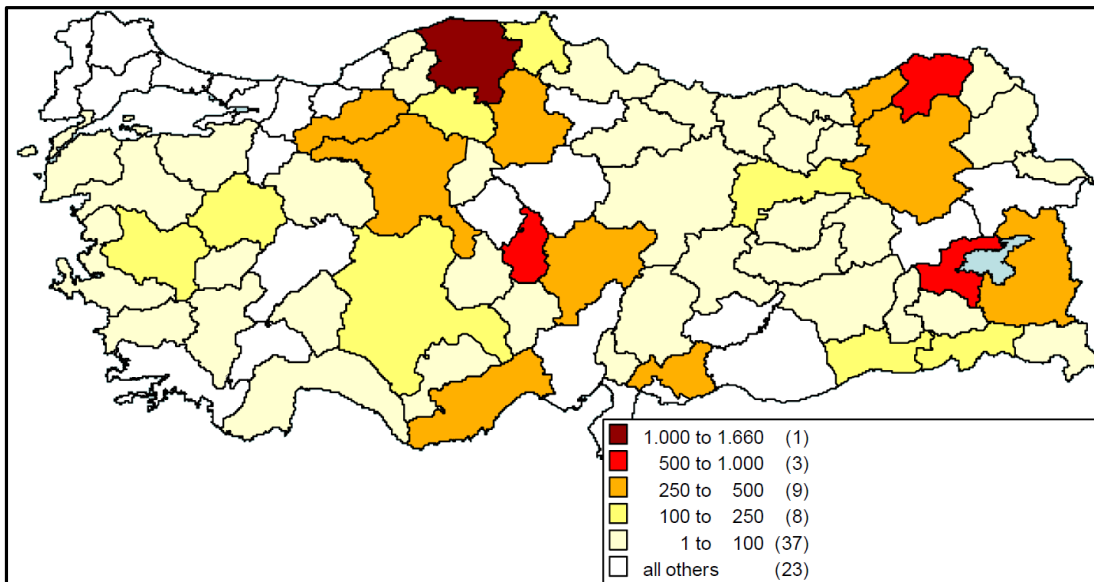 1.000 to 1.660 (1)
500 to 1.000 (3)
250 to 500 (9)
100 to 250 (8)
1 to 100 (37)
all others (23)